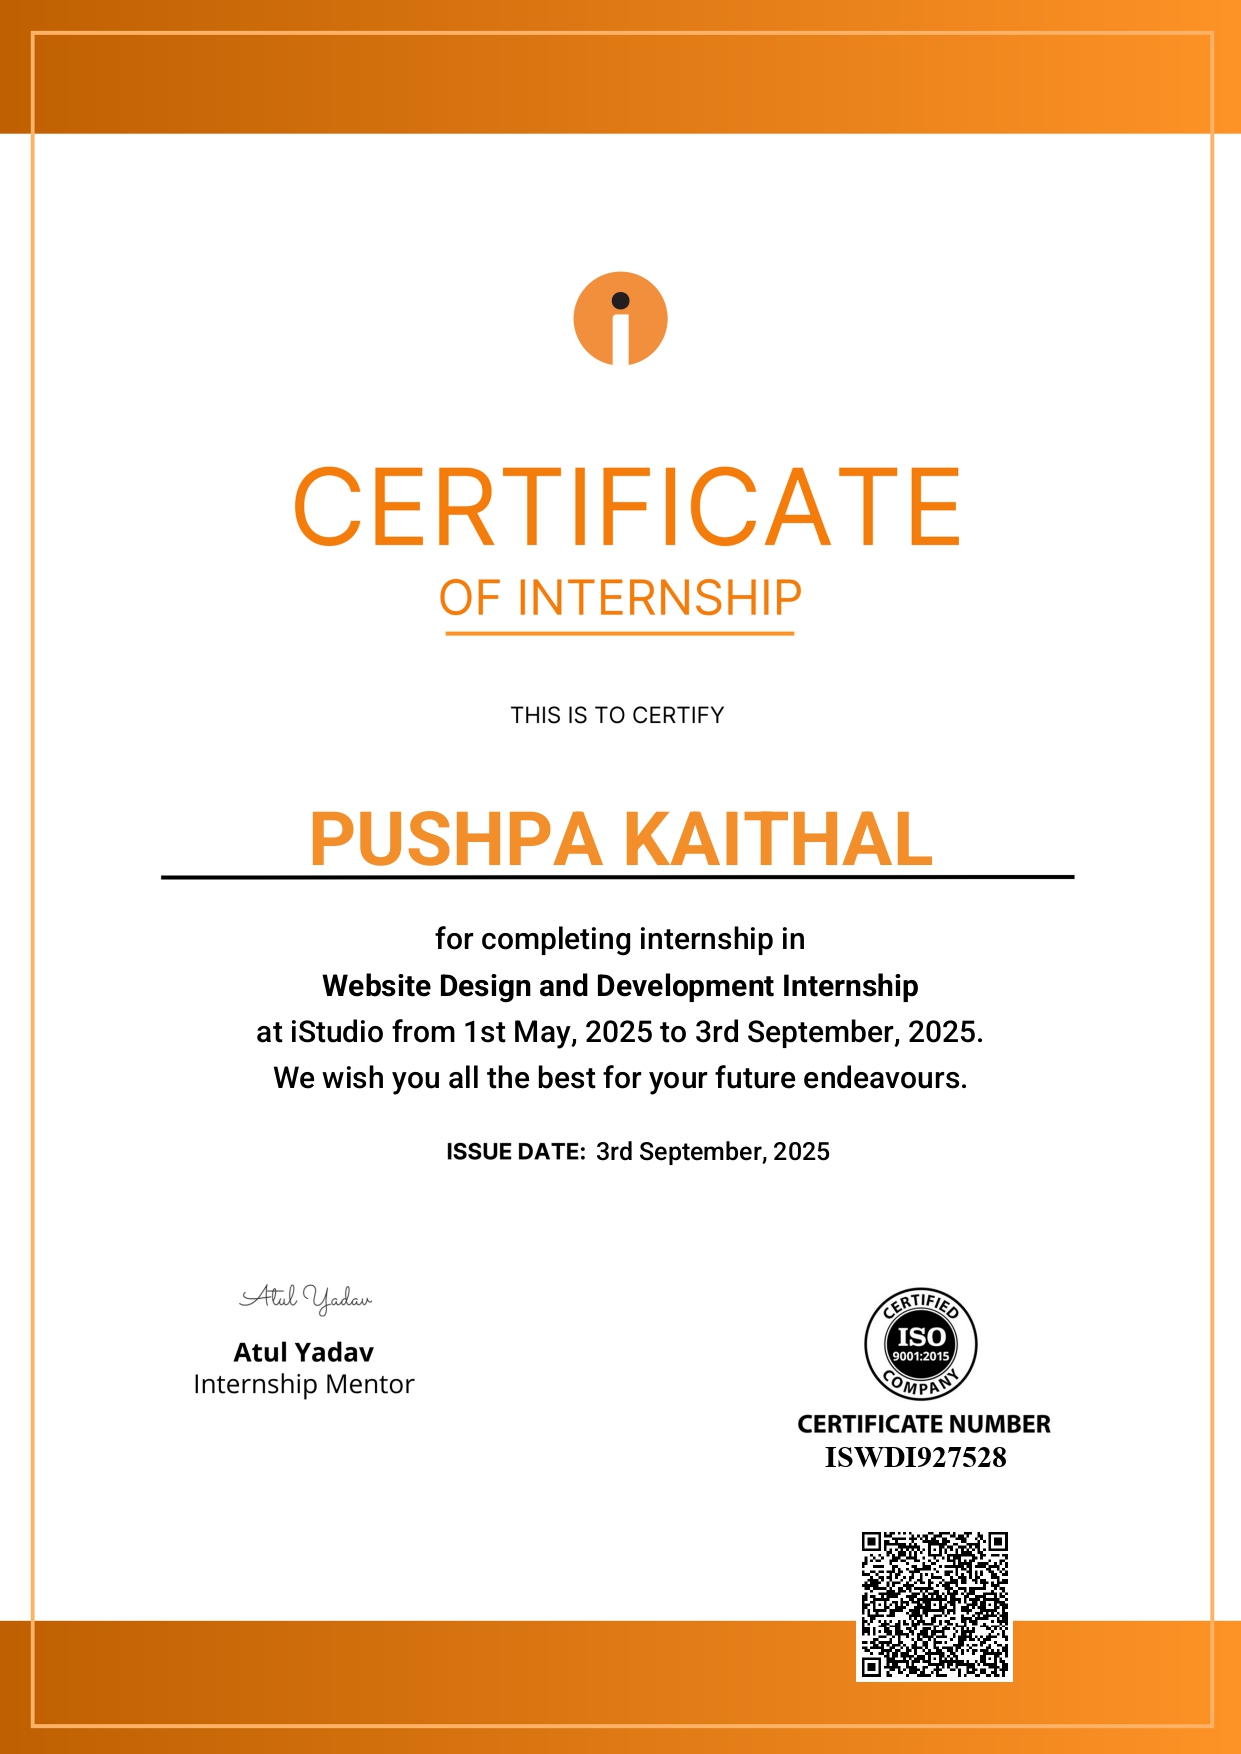 i
CERTIFICATE
OF INTERNSHIP
THIS IS TO CERTIFY
PUSHPA KAITHAL
for completing internship in
Website Design and Development Internship
at iStudio from 1st May, 2025 to 3rd September, 2025.
We wish you all the best for your future endeavours.
ISSUE DATE: 3rd September, 2025
Atul Yadav
Atul Yadav
Internship Mentor
CERTIFIED
ISO
9001:2015
COMPANY
CERTIFICATE NUMBER
ISWDI927528